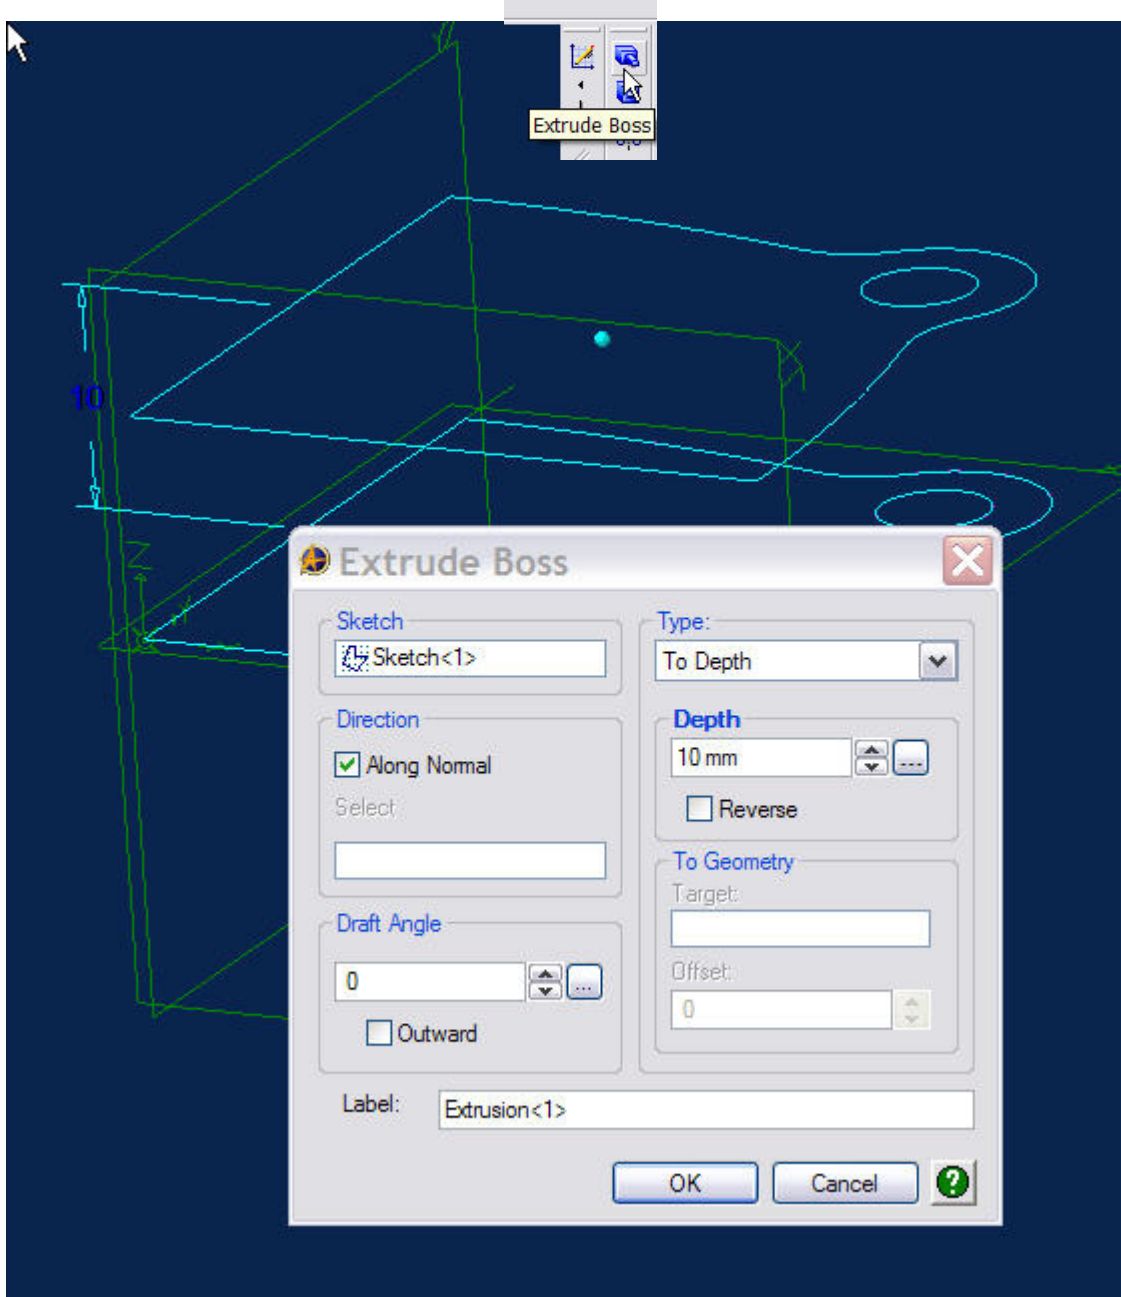 Extrude Boss
10
Z
Extrude Boss
Sketch
Sketch<1>
Direction
Along Normal
Select
Draft Angle
0
...
Outward
Type:
To Depth
Depth
10 mm
...
Reverse
To Geometry
Target:
Offset:
0
Label:
Extrusion<1>
OK
Cancel
?